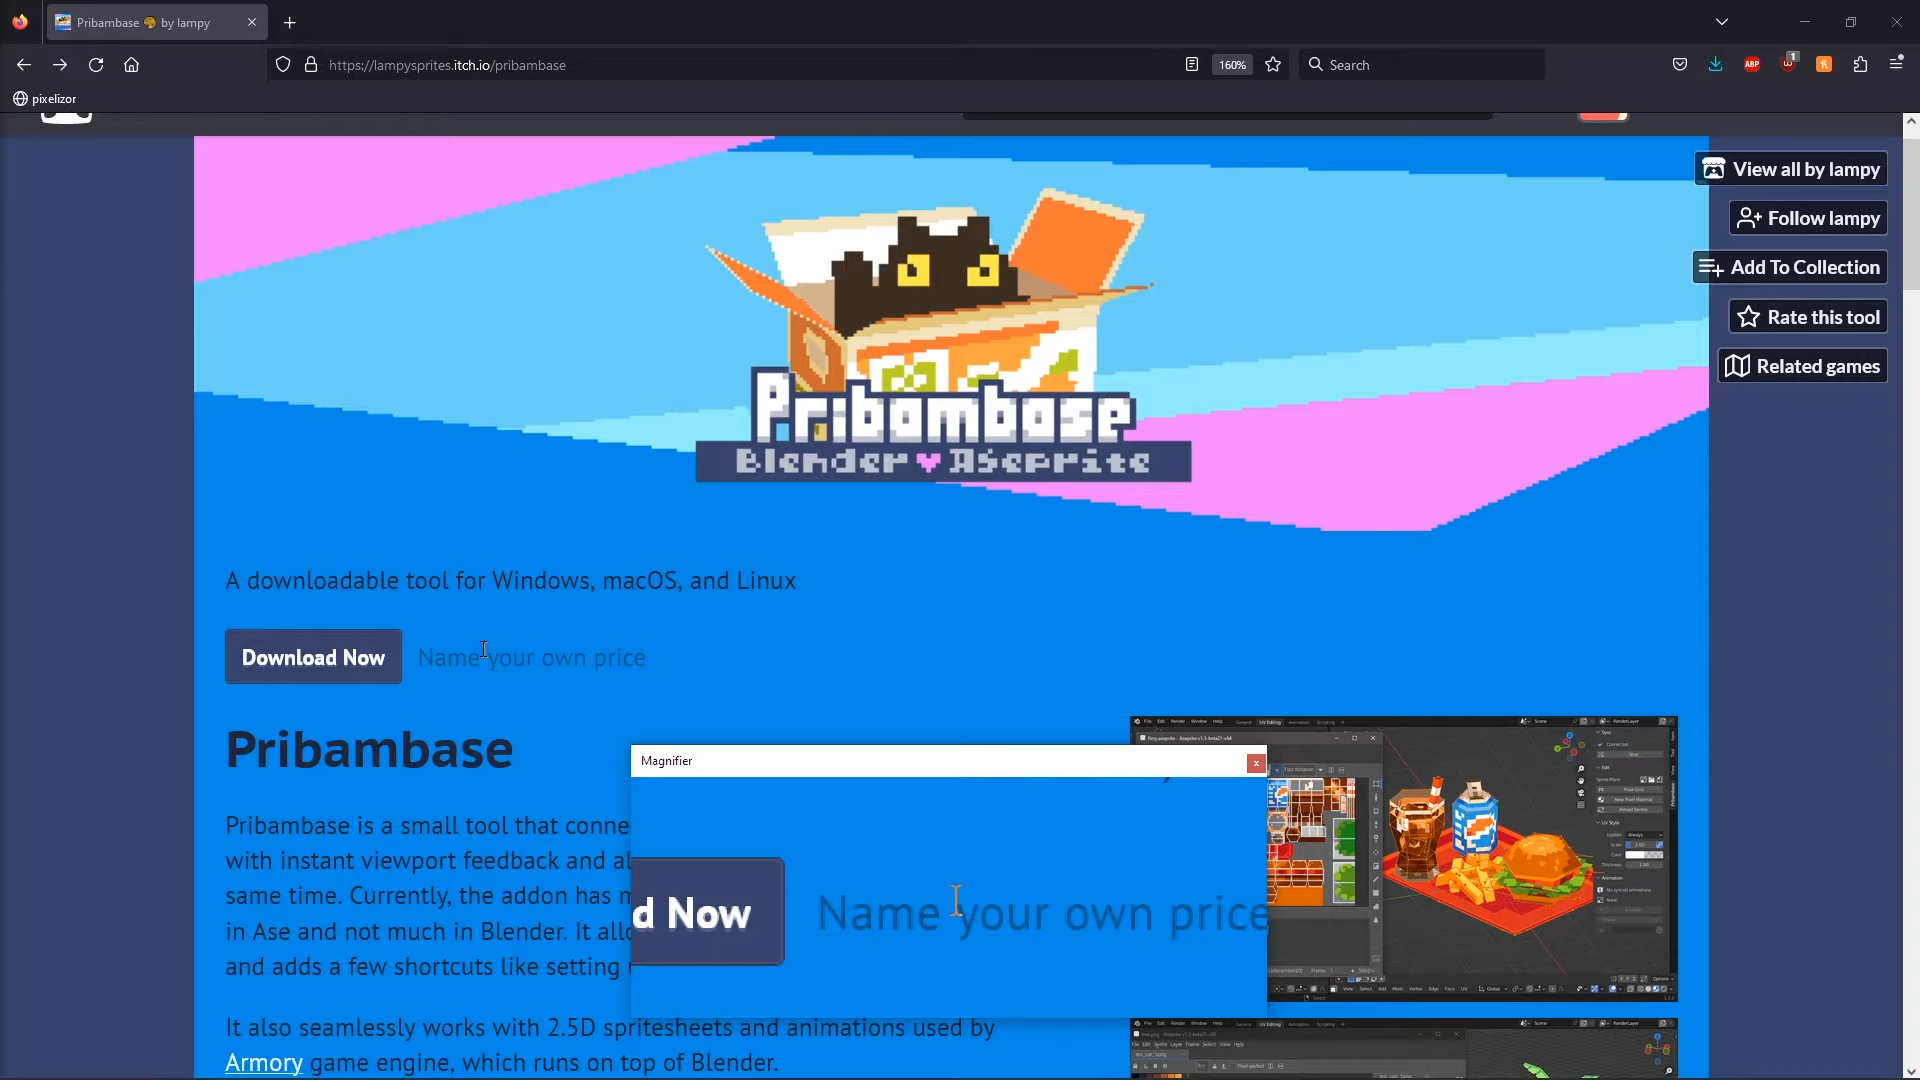 Pribambase 🥠 by lampy
https://lampysprites.itch.io/pribambase
160%
Search
ABP
1
pixelizor
View all by lampy
Follow lampy
Add To Collection
Rate this tool
Related games
Pribambase
Blender Aseprite
A downloadable tool for Windows, macOS, and Linux
Download Now Name your own price
Pribambase
Magnifier
d Now Name your own price
Pribambase is a small tool that conne
with instant viewport feedback and al
same time. Currently, the addon has m
in Ase and not much in Blender. It allo
and adds a few shortcuts like setting
It also seamlessly works with 2.5D spritesheets and animations used by
Armory game engine, which runs on top of Blender.